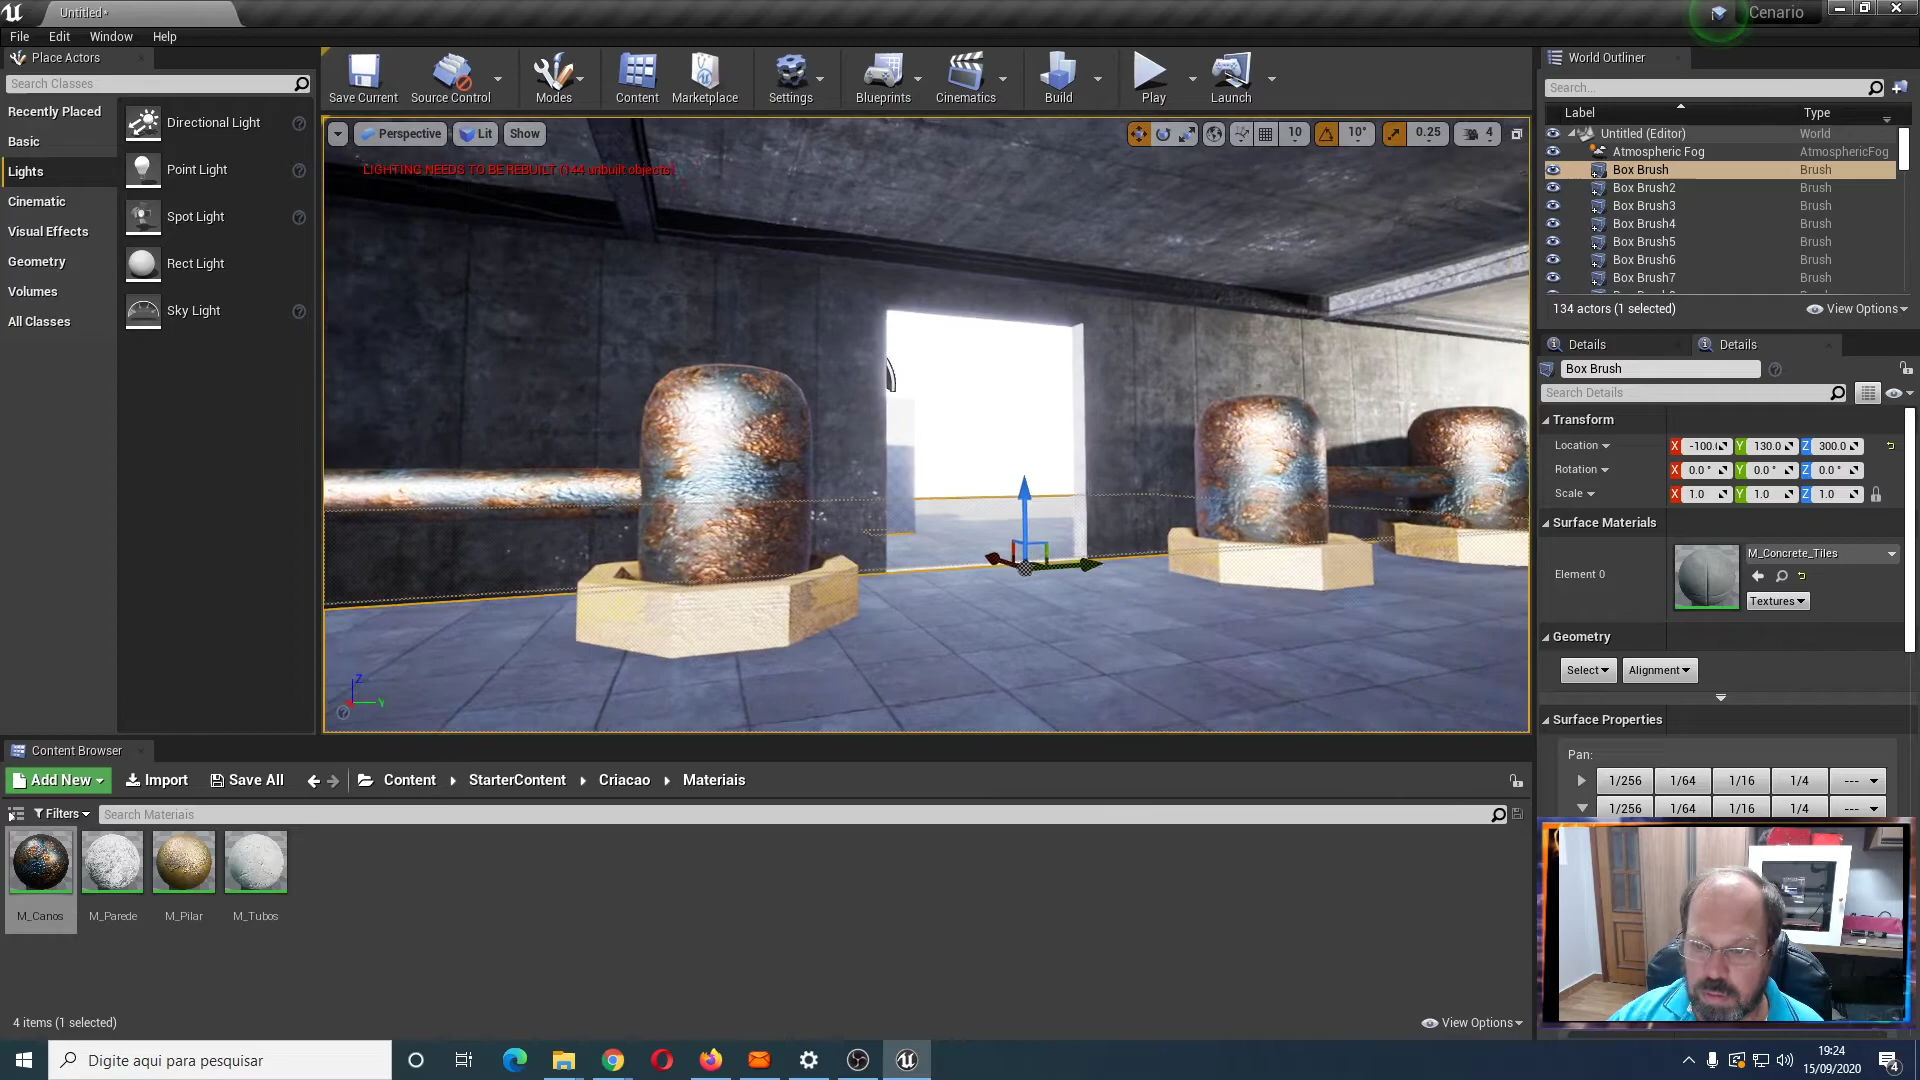 Untitled*
Cenario
File Edit Window Help
Place Actors
Search Classes
Recently Placed
Basic
Lights
Cinematic
Visual Effects
Geometry
Volumes
All Classes
Directional Light
Point Light
Spot Light
Rect Light
Sky Light
Save Current Source Control Modes Content Marketplace Settings Blueprints Cinematics Build Play Launch
Perspective Lit Show
10 10° 0.25 4
LIGHTING NEEDS TO BE REBUILT (144 unbuilt objects)
Z
Y
World Outliner
Search...
Label Type
Untitled (Editor) World
Atmospheric Fog AtmosphericFog
Box Brush Brush
Box Brush2 Brush
Box Brush3 Brush
Box Brush4 Brush
Box Brush5 Brush
Box Brush6 Brush
Box Brush7 Brush
134 actors (1 selected) View Options
Details Details
Box Brush
Search Details
Transform
Location X -100.0 Y 130.0 Z 300.0
Rotation X 0.0 ° Y 0.0 ° Z 0.0 °
Scale X 1.0 Y 1.0 Z 1.0
Surface Materials
Element 0
M_Concrete_Tiles
Textures
Geometry
Select Alignment
Surface Properties
Pan:
1/256 1/64 1/16 1/4 ---
1/256 1/64 1/16 1/4 ---
Content Browser
Add New Import Save All Content StarterContent Criacao Materiais
Filters Search Materiais
M_Canos M_Parede M_Pilar M_Tubos
4 items (1 selected) View Options
Digite aqui para pesquisar
19:24
15/09/2020
4